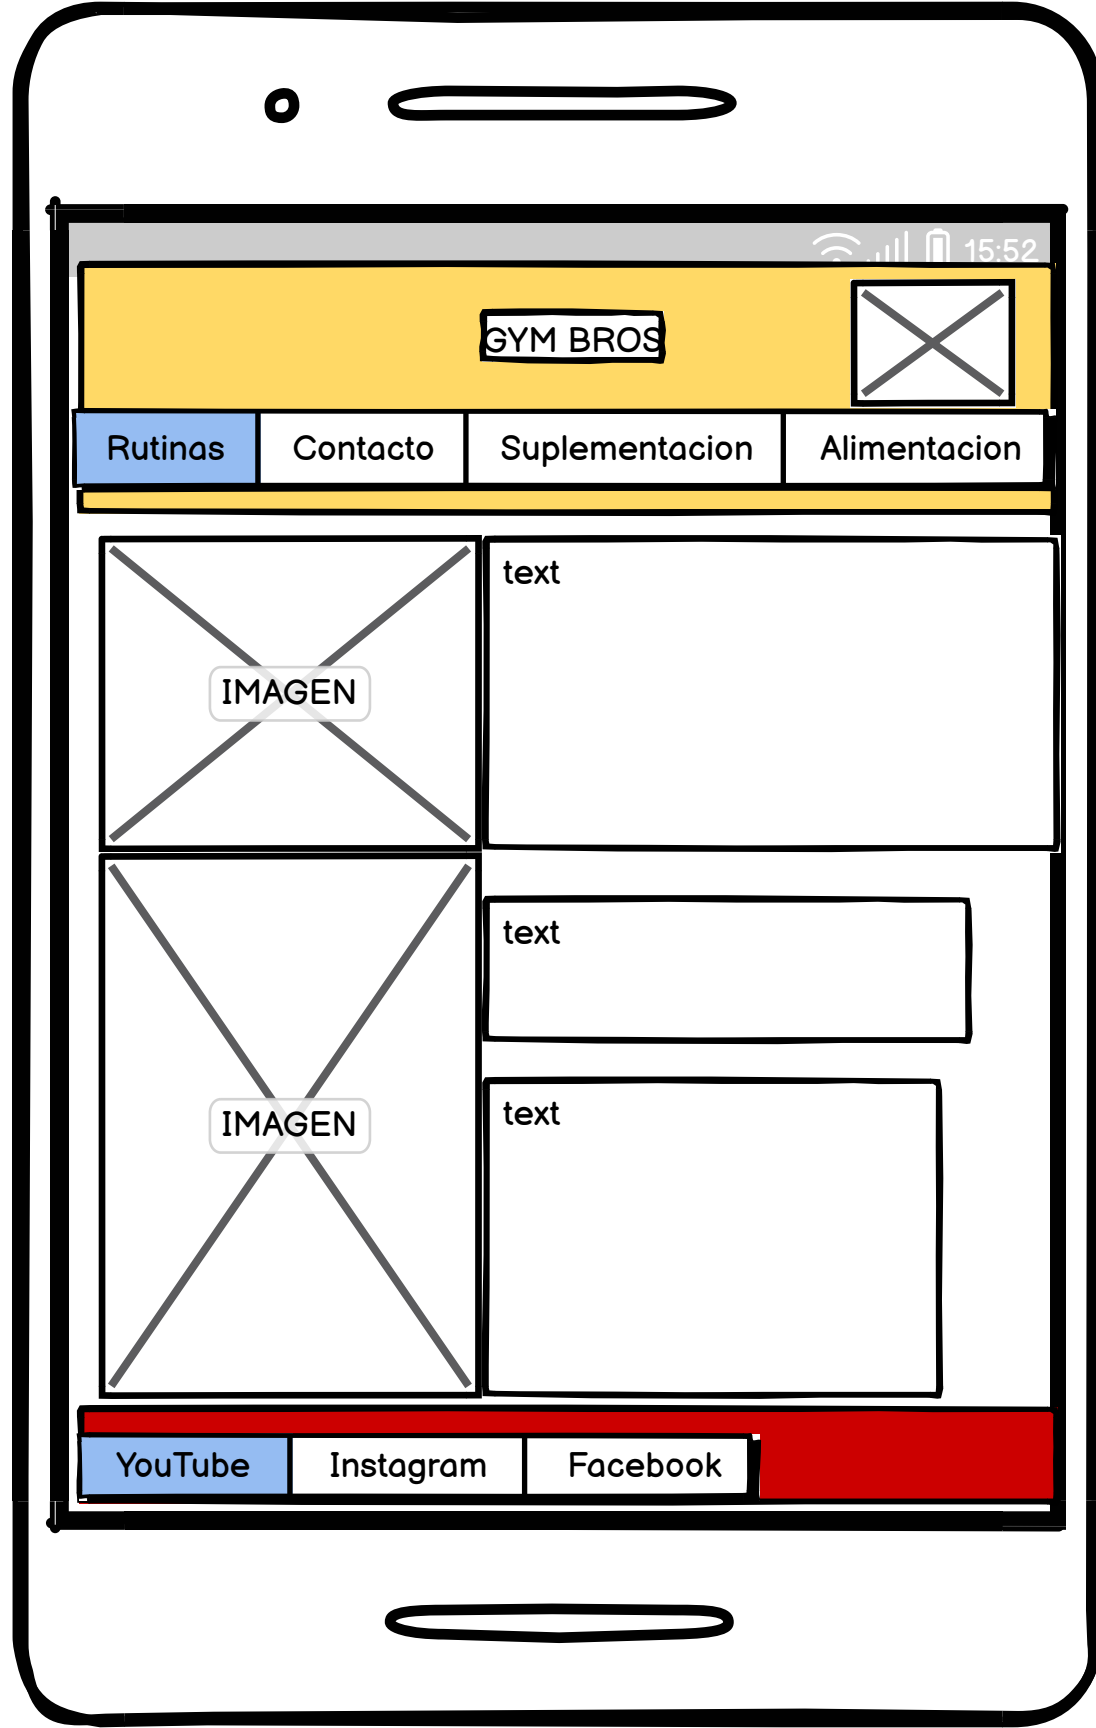 15:52
GYM BROS
Rutinas Contacto Suplementacion Alimentacion
IMAGEN
text
text
IMAGEN
text
YouTube Instagram Facebook